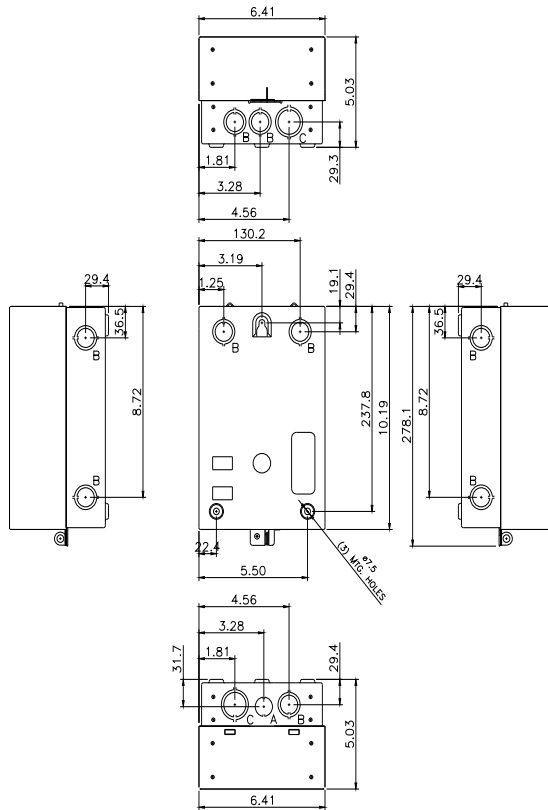 6.41
5.03
B B C
1.81
29.3
3.28
4.56
130.2
3.19
1.25
19.1
29.4
29.4
36.5
B
B
B
8.72
B
237.8
10.19
278.1
8.72
29.4
36.5
B
B
22.4
5.50
ø7.5
(3) MTG. HOLES
4.56
3.28
1.81
31.7
29.4
C A B
5.03
6.41